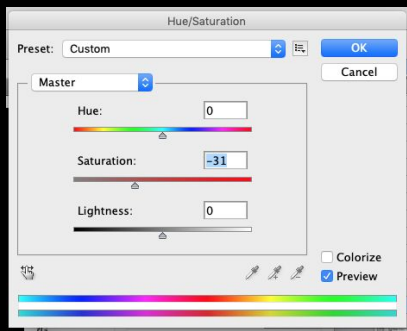 Hue/Saturation
Preset: Custom
OK
Cancel
Master
Hue: 0
Saturation: -31
Lightness: 0
Colorize
Preview